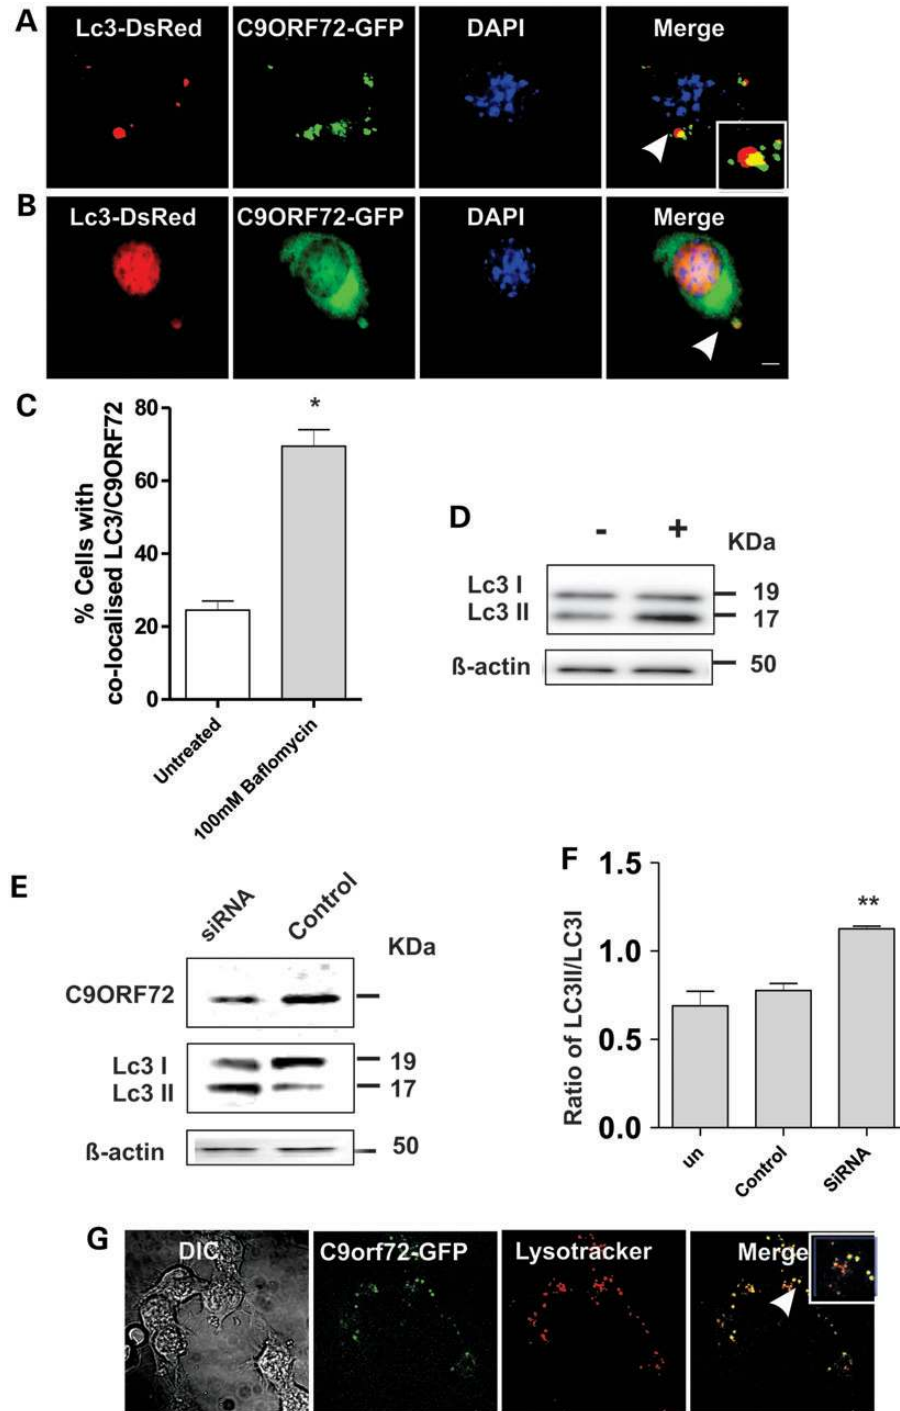 A
Lc3-DsRed C9ORF72-GFP DAPI Merge
B
Lc3-DsRed C9ORF72-GFP DAPI Merge
C
% Cells with
co-localised LC3/C9ORF72
80
60
40
20
0
*
Untreated
100mM Baflomycin
D
- + KDa
Lc3 I 19
Lc3 II 17
ß-actin 50
E
siRNA Control KDa
C9ORF72
Lc3 I 19
Lc3 II 17
ß-actin 50
F
Ratio of LC3II/LC3I
1.5
1.0
0.5
0.0
**
un
Control
SiRNA
G
DIC C9orf72-GFP Lysotracker Merge